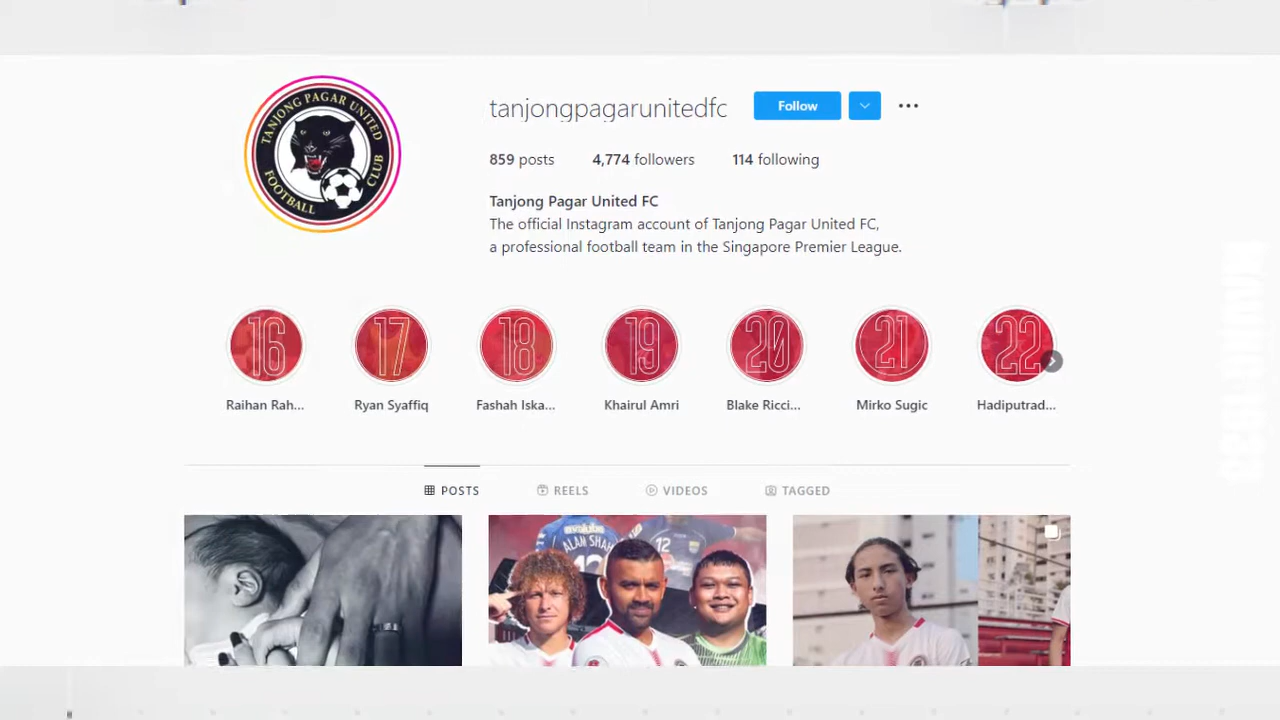 TANJONG PAGAR UNITED
FOOTBALL CLUB
tanjongpagarunitedfc
Follow
859 posts
4,774 followers
114 following
Tanjong Pagar United FC
The official Instagram account of Tanjong Pagar United FC,
a professional football team in the Singapore Premier League.
16
17
18
19
20
21
22
Raihan Rah...
Ryan Syaffiq
Fashah Iska...
Khairul Amri
Blake Ricci...
Mirko Sugic
Hadiputrad...
POSTS
REELS
VIDEOS
TAGGED
ALAM SHAH
12